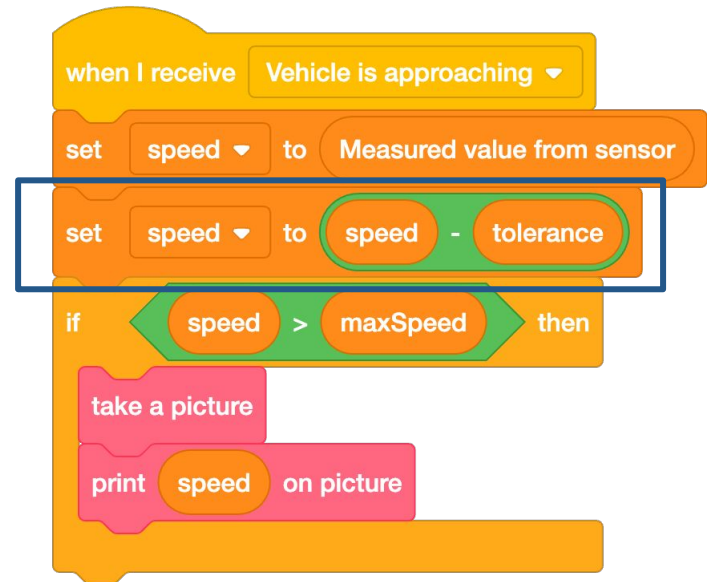 when I receive Vehicle is approaching
set speed to Measured value from sensor
set speed to speed - tolerance
if speed > maxSpeed then
take a picture
print speed on picture